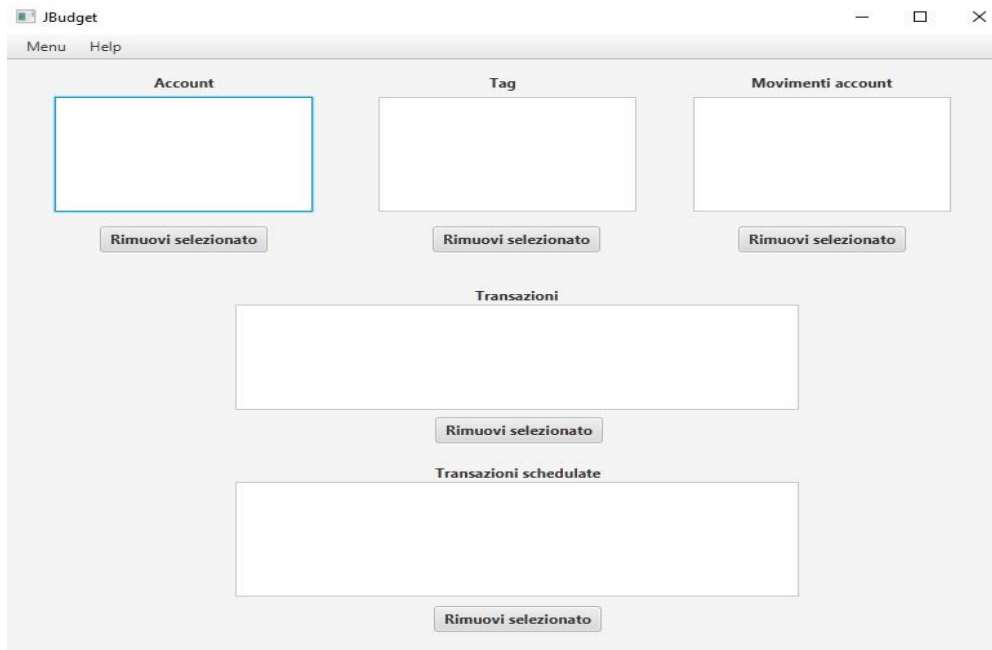 JBudget
Menu Help
Account Tag Movimenti account
Rimuovi selezionato Rimuovi selezionato Rimuovi selezionato
Transazioni
Rimuovi selezionato
Transazioni schedulate
Rimuovi selezionato